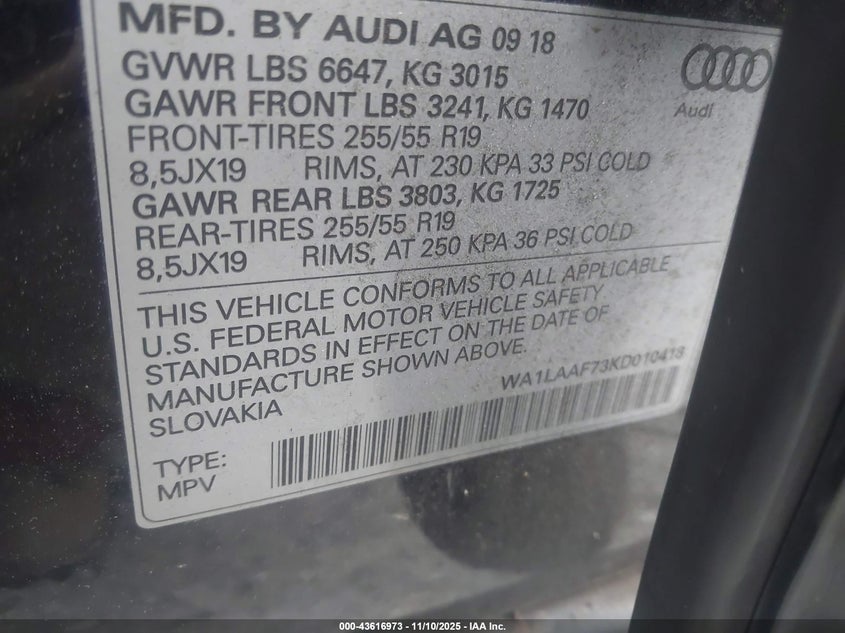 MFD. BY AUDI AG 09 18
GVWR LBS 6647, KG 3015
GAWR FRONT LBS 3241, KG 1470
FRONT-TIRES 255/55 R19
8,5JX19 RIMS, AT 230 KPA 33 PSI COLD
GAWR REAR LBS 3803, KG 1725
REAR-TIRES 255/55 R19
8,5JX19 RIMS, AT 250 KPA 36 PSI COLD
Audi
THIS VEHICLE CONFORMS TO ALL APPLICABLE
U.S. FEDERAL MOTOR VEHICLE SAFETY
STANDARDS IN EFFECT ON THE DATE OF
MANUFACTURE SHOWN ABOVE.
SLOVAKIA
WA1LAAF73KD010418
TYPE:
MPV
000-43616973 — 11/10/2025 — IAA Inc.